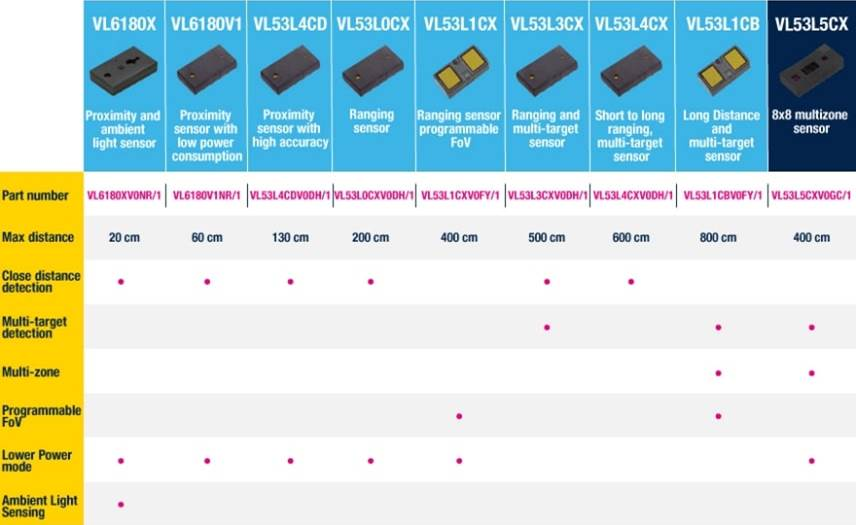 VL6180X VL6180V1 VL53L4CD VL53L0CX VL53L1CX VL53L3CX VL53L4CX VL53L1CB VL53L5CX
Proximity and
ambient
light sensor
Proximity
sensor with
low power
consumption
Proximity
sensor with
high accuracy
Ranging
sensor
Ranging sensor
programmable
FoV
Ranging and
multi-target
sensor
Short to long
ranging,
multi-target
sensor
Long Distance
and
multi-target
sensor
8x8 multizone
sensor
Part number VL6180XV0NR/1 VL6180V1NR/1 VL53L4CDV0DH/1 VL53L0CXV0DH/1 VL53L1CXV0FY/1 VL53L3CXV0DH/1 VL53L4CXV0DH/1 VL53L1CBV0FY/1 VL53L5CXV0GC/1
Max distance 20 cm 60 cm 130 cm 200 cm 400 cm 500 cm 600 cm 800 cm 400 cm
Close distance
detection
Multi-target
detection
Multi-zone
Programmable
FoV
Lower Power
mode
Ambient Light
Sensing